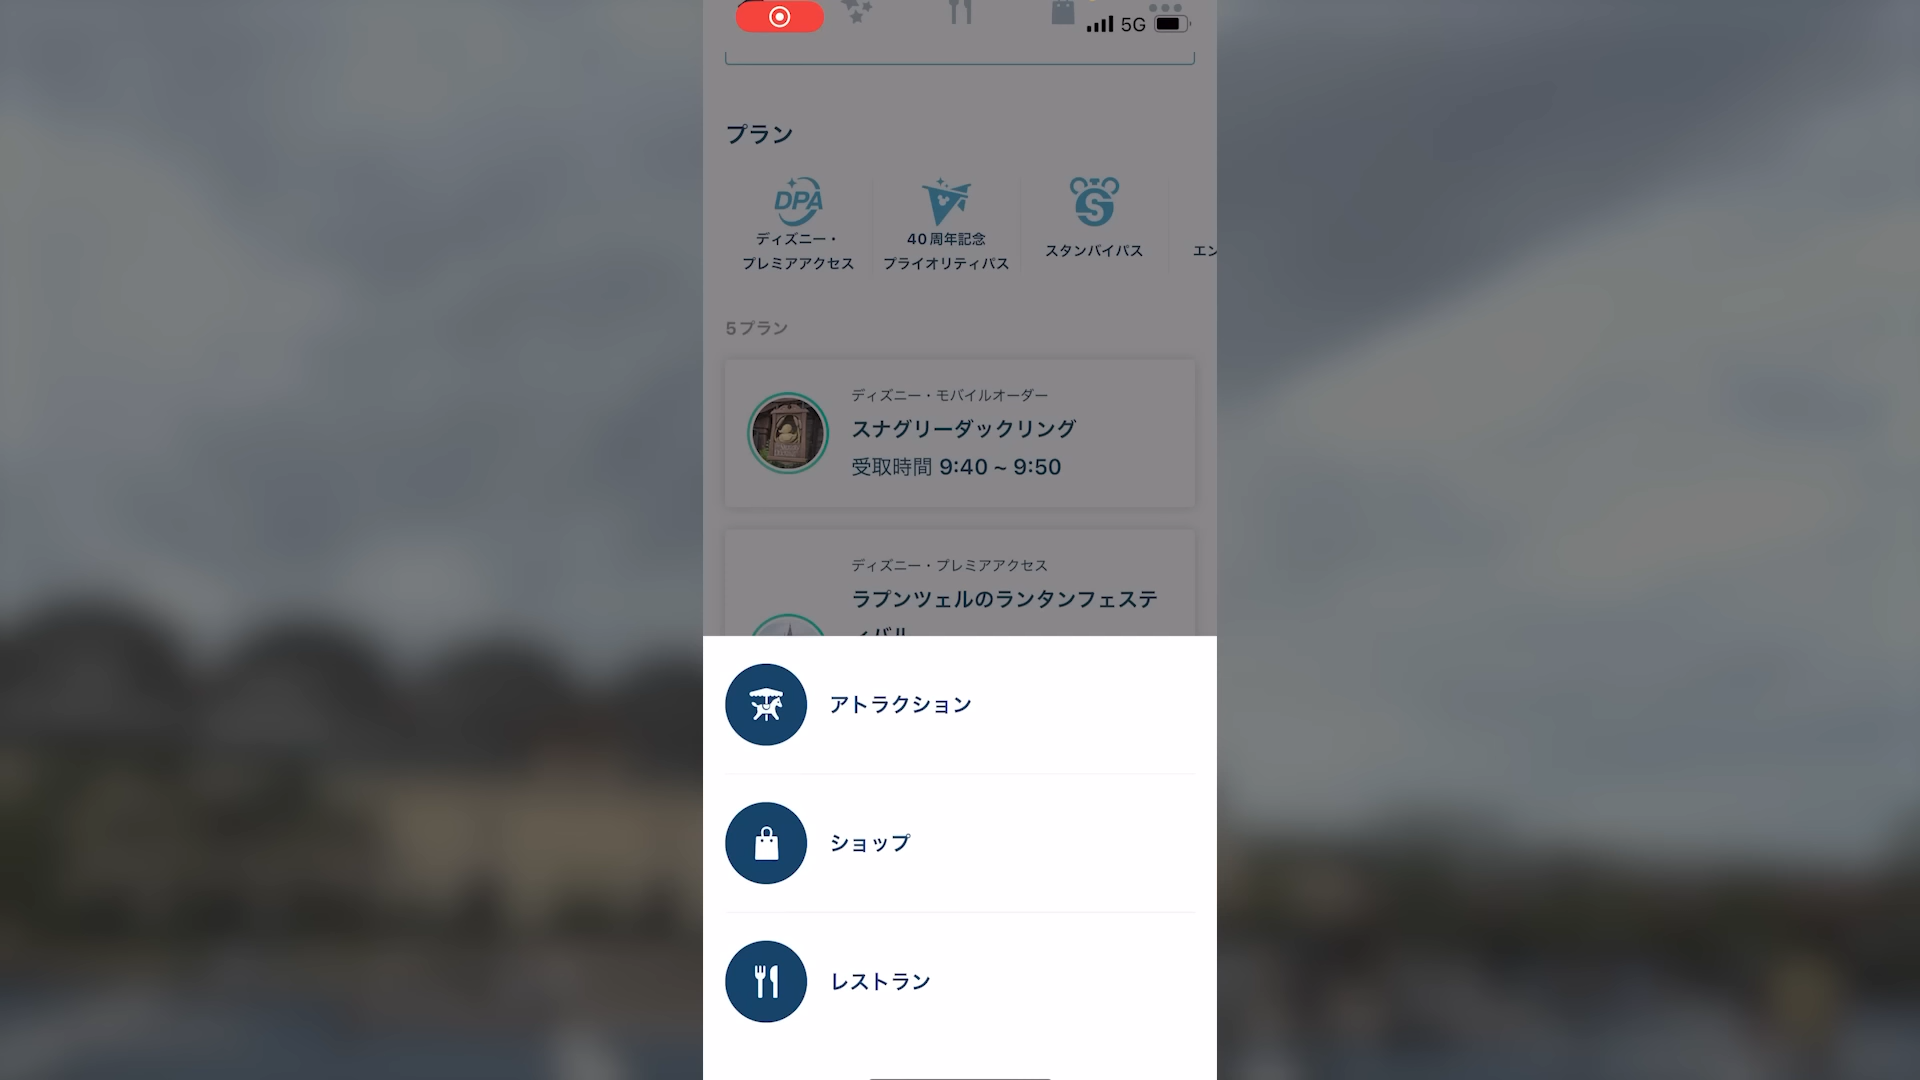 5G
プラン
DPA
ディズニー・
プレミアアクセス
40周年記念
プライオリティパス
S
スタンバイパス
エン
5プラン
ディズニー・モバイルオーダー
スナグリーダックリング
受取時間 9:40 ~ 9:50
ディズニー・プレミアアクセス
ラプンツェルのランタンフェステ
ィバル
アトラクション
ショップ
レストラン